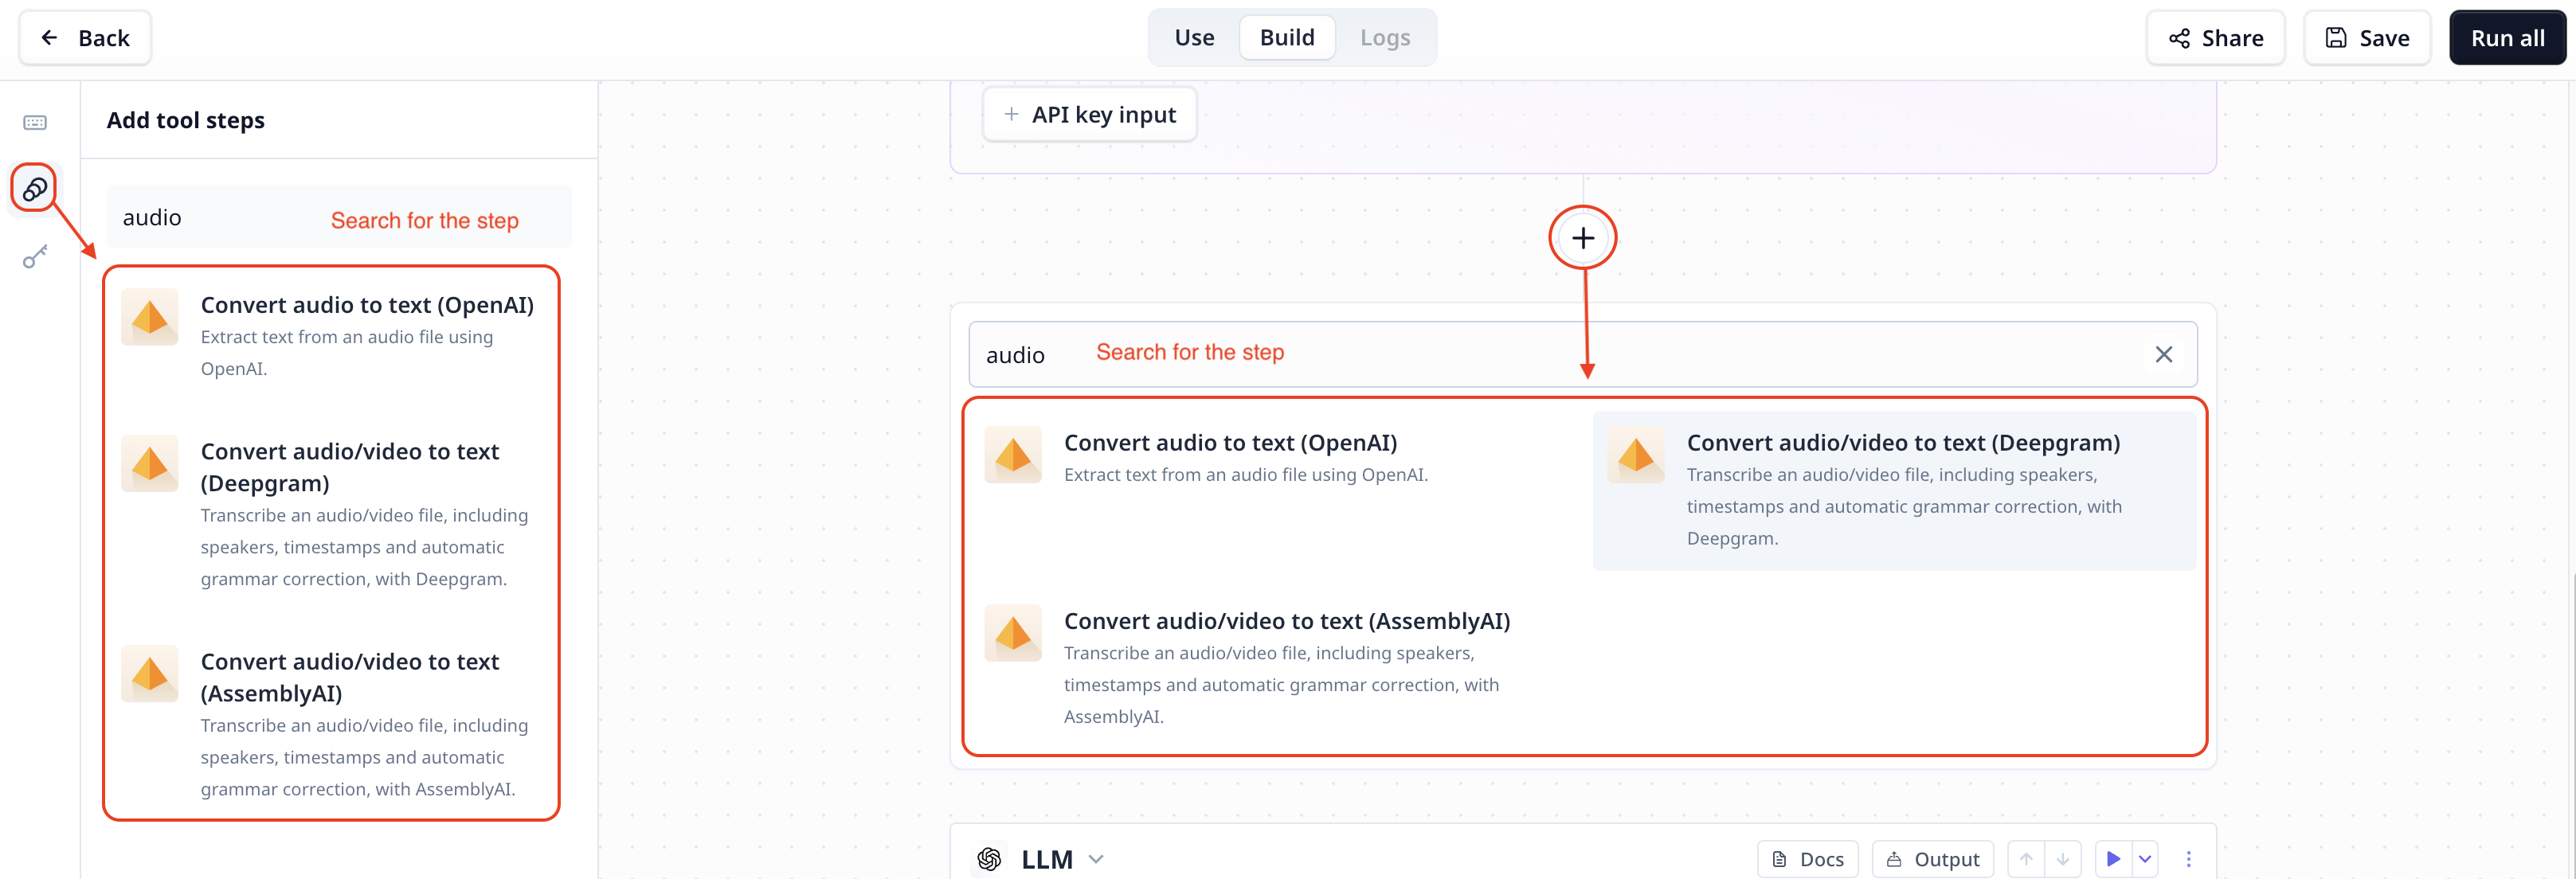 Back
Use
Build
Logs
Share
Save
Run all
Add tool steps
audio
Search for the step
Convert audio to text (OpenAI)
Extract text from an audio file using
OpenAI.
Convert audio/video to text
(Deepgram)
Transcribe an audio/video file, including
speakers, timestamps and automatic
grammar correction, with Deepgram.
Convert audio/video to text
(AssemblyAI)
Transcribe an audio/video file, including
speakers, timestamps and automatic
grammar correction, with AssemblyAI.
API key input
audio
Search for the step
Convert audio to text (OpenAI)
Extract text from an audio file using OpenAI.
Convert audio/video to text (Deepgram)
Transcribe an audio/video file, including speakers,
timestamps and automatic grammar correction, with
Deepgram.
Convert audio/video to text (AssemblyAI)
Transcribe an audio/video file, including speakers,
timestamps and automatic grammar correction, with
AssemblyAI.
LLM
Docs
Output